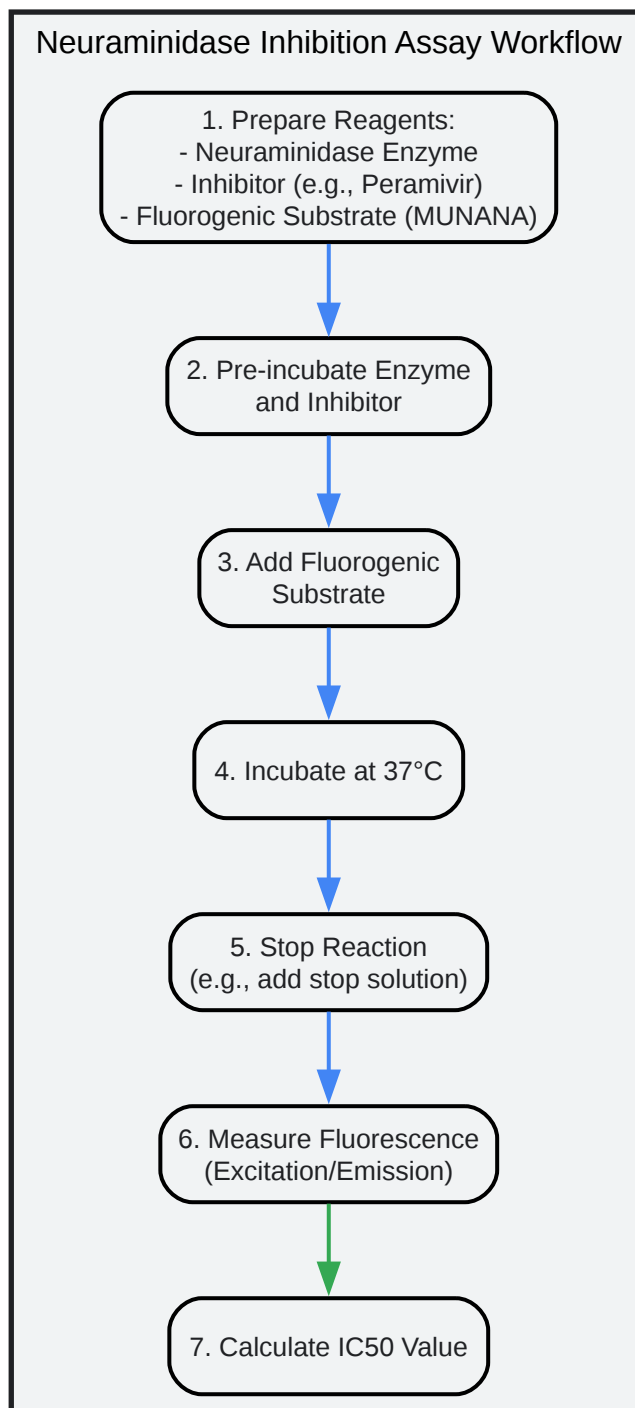 Neuraminidase Inhibition Assay Workflow
1. Prepare Reagents:
- Neuraminidase Enzyme
- Inhibitor (e.g., Peramivir)
- Fluorogenic Substrate (MUNANA)
2. Pre-incubate Enzyme
and Inhibitor
3. Add Fluorogenic
Substrate
4. Incubate at 37°C
5. Stop Reaction
(e.g., add stop solution)
6. Measure Fluorescence
(Excitation/Emission)
7. Calculate IC50 Value